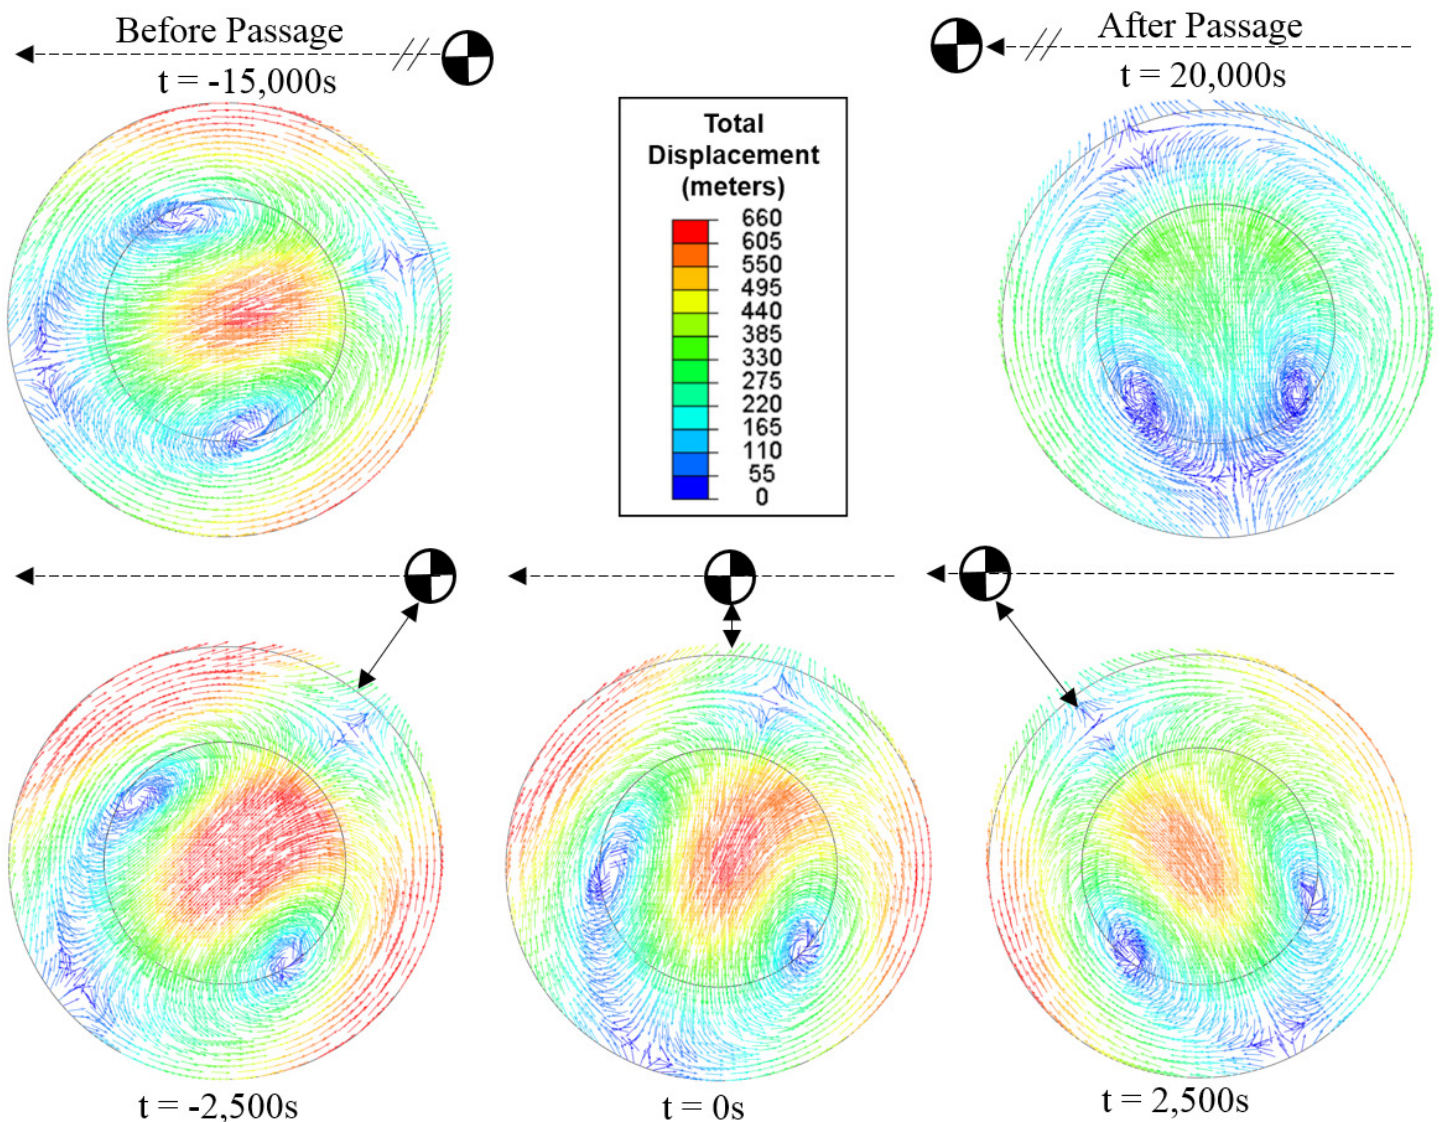 Before Passage
t = -15,000s
After Passage
t = 20,000s
Total
Displacement
(meters)
660
605
550
495
440
385
330
275
220
165
110
55
0
t = -2,500s
t = 0s
t = 2,500s